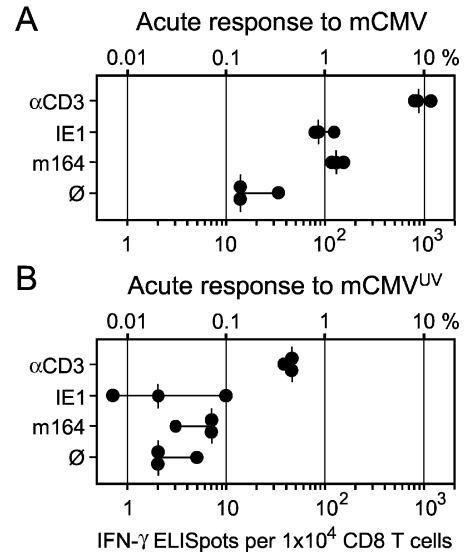 A
Acute response to mCMV
0.01 0.1 1 10 %
αCD3
IE1
m164
Ø
1 10 10² 10³
B
Acute response to mCMVᵁⱽ
0.01 0.1 1 10 %
αCD3
IE1
m164
Ø
1 10 10² 10³
IFN-γ ELISpots per 1x10⁴ CD8 T cells